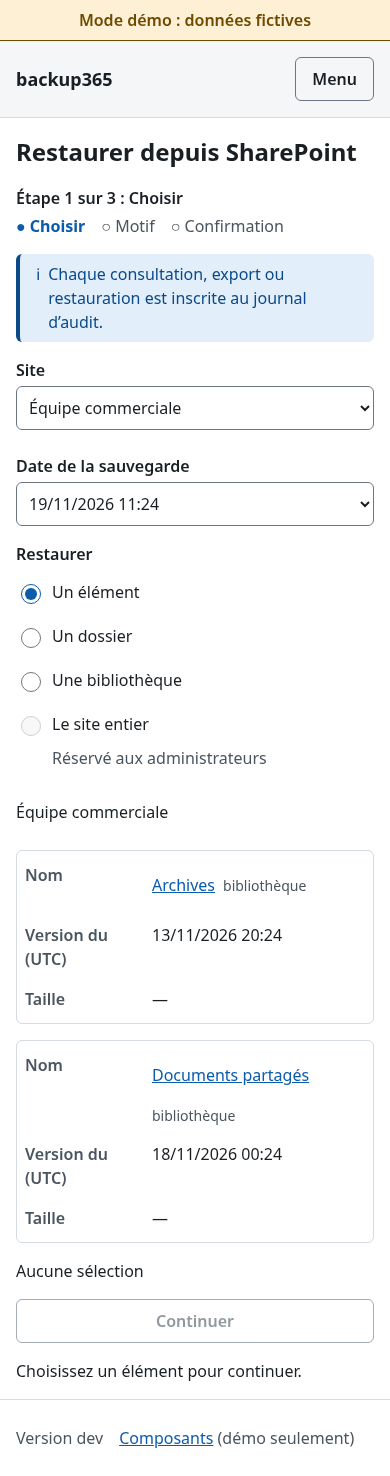 Mode démo : données fictives
backup365
Menu
Restaurer depuis SharePoint
Étape 1 sur 3 : Choisir
● Choisir ○ Motif ○ Confirmation
i Chaque consultation, export ou
restauration est inscrite au journal
d’audit.
Site
Équipe commerciale
Date de la sauvegarde
19/11/2026 11:24
Restaurer
Un élément
Un dossier
Une bibliothèque
Le site entier
Réservé aux administrateurs
Équipe commerciale
Nom Archives bibliothèque
Version du (UTC) 13/11/2026 20:24
Taille —
Nom Documents partagés
bibliothèque
Version du (UTC) 18/11/2026 00:24
Taille —
Aucune sélection
Continuer
Choisissez un élément pour continuer.
Version dev Composants (démo seulement)